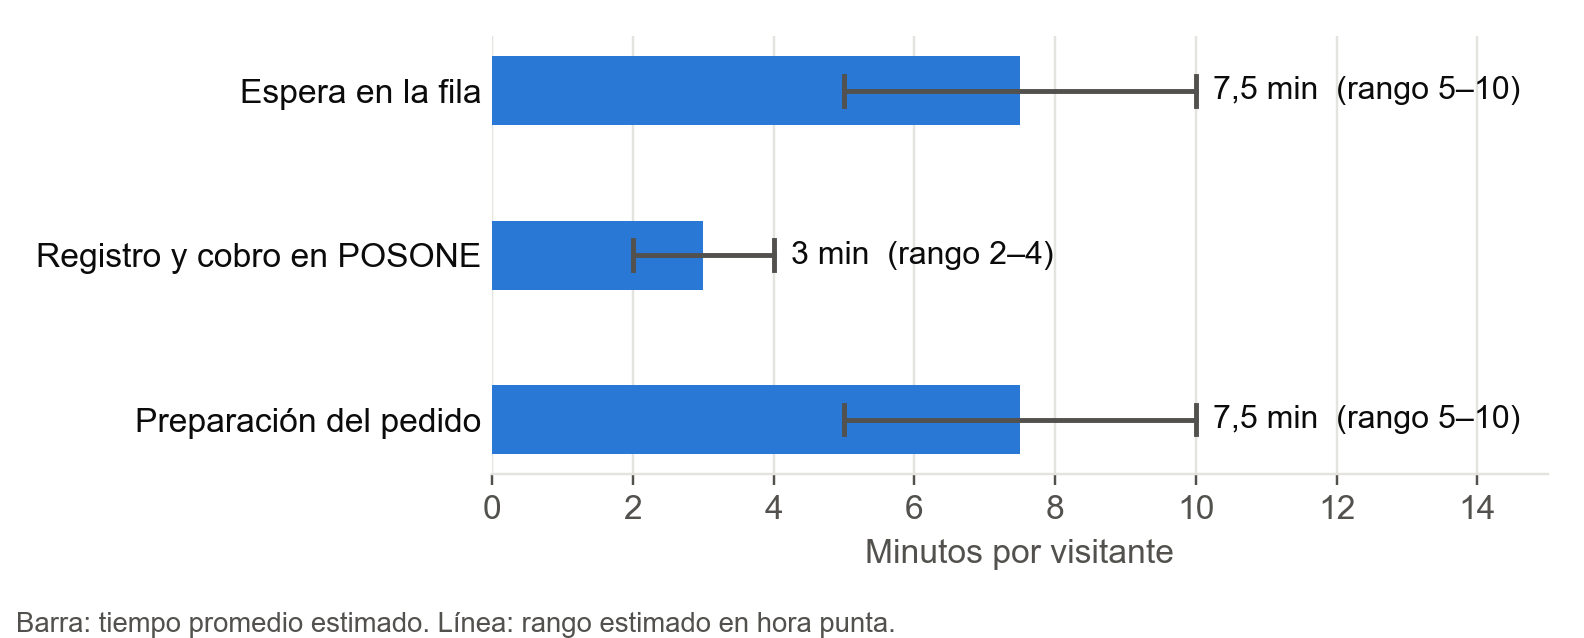 Espera en la fila
7,5 min  (rango 5–10)
Registro y cobro en POSONE
3 min  (rango 2–4)
Preparación del pedido
7,5 min  (rango 5–10)
0 2 4 6 8 10 12 14
Minutos por visitante
Barra: tiempo promedio estimado. Línea: rango estimado en hora punta.